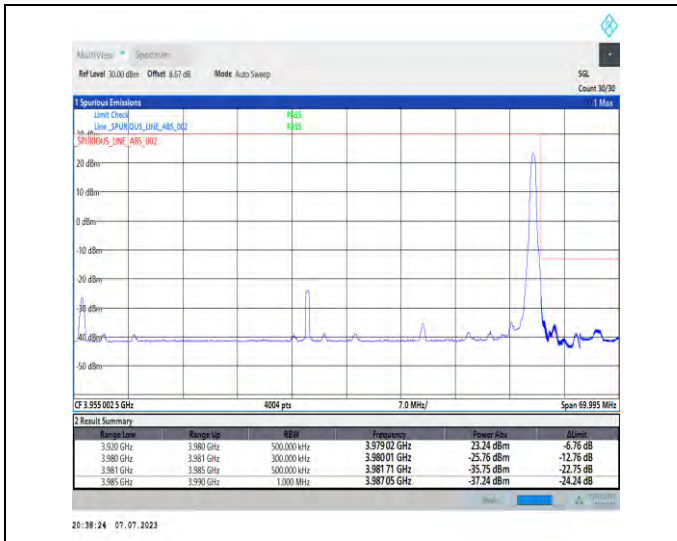 MultiView Spectrum
Ref Level 30.00 dBm Offset 8.67 dB Mode Auto Sweep SGL
Count 30/30
1 Spurious Emissions 1 Max
Limit Check PASS
Line _SPURIOUS_LINE_ABS_002 PASS
30 dBm
_SPURIOUS_LINE_ABS_002
20 dBm
10 dBm
0 dBm
-10 dBm
-20 dBm
-30 dBm
-40 dBm
-50 dBm
CF 3.955 002 5 GHz 4004 pts 7.0 MHz/ Span 69.995 MHz
2 Result Summary
Range Low Range Up RBW Frequency Power Abs ΔLimit
3.920 GHz 3.980 GHz 500.000 kHz 3.979 02 GHz 23.24 dBm -6.76 dB
3.980 GHz 3.981 GHz 300.000 kHz 3.980 01 GHz -25.76 dBm -12.76 dB
3.981 GHz 3.985 GHz 500.000 kHz 3.981 71 GHz -35.75 dBm -22.75 dB
3.985 GHz 3.990 GHz 1.000 MHz 3.987 05 GHz -37.24 dBm -24.24 dB
20:38:24 07.07.2023